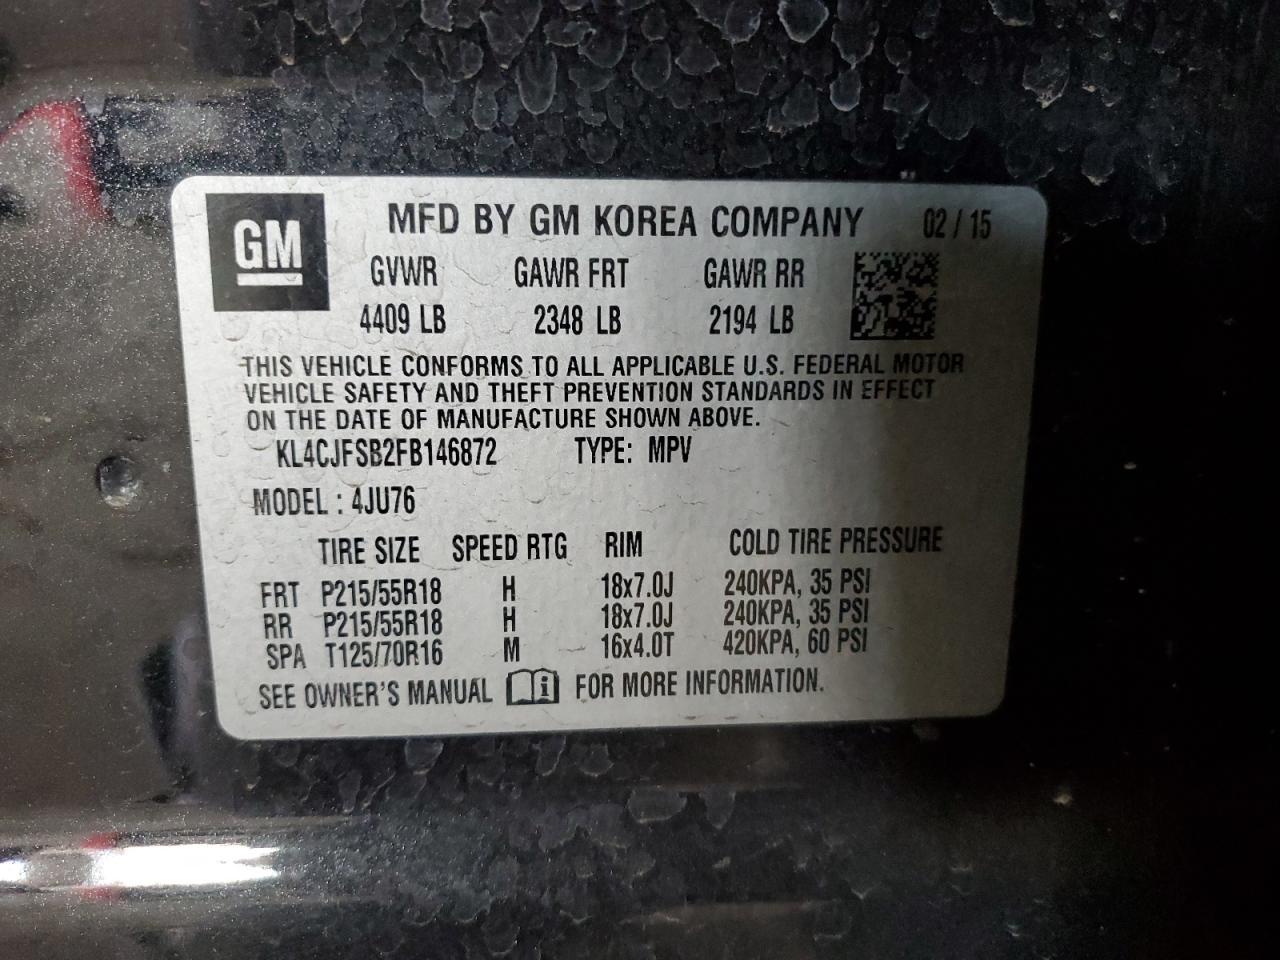 GM
MFD BY GM KOREA COMPANY 02 / 15
GVWR GAWR FRT GAWR RR
4409 LB 2348 LB 2194 LB
THIS VEHICLE CONFORMS TO ALL APPLICABLE U.S. FEDERAL MOTOR
VEHICLE SAFETY AND THEFT PREVENTION STANDARDS IN EFFECT
ON THE DATE OF MANUFACTURE SHOWN ABOVE.
KL4CJFSB2FB146872 TYPE: MPV
MODEL : 4JU76
TIRE SIZE SPEED RTG RIM COLD TIRE PRESSURE
FRT P215/55R18 H 18x7.0J 240KPA, 35 PSI
RR P215/55R18 H 18x7.0J 240KPA, 35 PSI
SPA T125/70R16 M 16x4.0T 420KPA, 60 PSI
SEE OWNER'S MANUAL i FOR MORE INFORMATION.